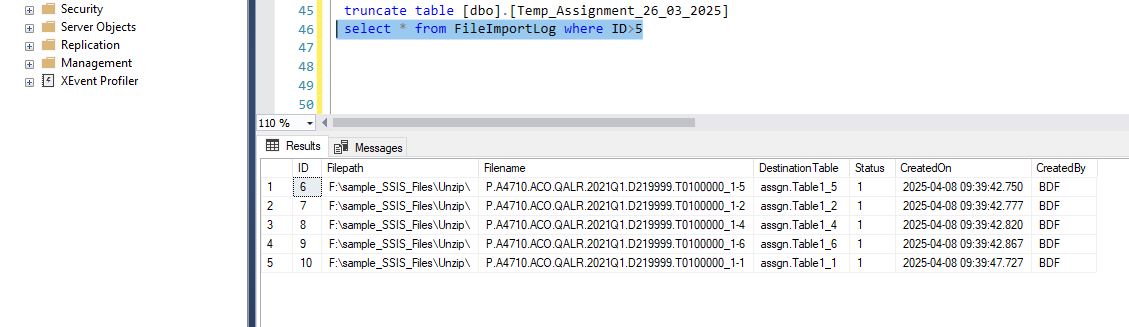 Security
Server Objects
Replication
Management
XEvent Profiler
45 truncate table [dbo].[Temp_Assignment_26_03_2025]
46 select * from FileImportLog where ID>5
47
48
49
50
110 %
Results Messages
ID Filepath Filename DestinationTable Status CreatedOn CreatedBy
1 6 F:\sample_SSIS_Files\Unzip\ P.A4710.ACO.QALR.2021Q1.D219999.T0100000_1-5 assgn.Table1_5 1 2025-04-08 09:39:42.750 BDF
2 7 F:\sample_SSIS_Files\Unzip\ P.A4710.ACO.QALR.2021Q1.D219999.T0100000_1-2 assgn.Table1_2 1 2025-04-08 09:39:42.777 BDF
3 8 F:\sample_SSIS_Files\Unzip\ P.A4710.ACO.QALR.2021Q1.D219999.T0100000_1-4 assgn.Table1_4 1 2025-04-08 09:39:42.820 BDF
4 9 F:\sample_SSIS_Files\Unzip\ P.A4710.ACO.QALR.2021Q1.D219999.T0100000_1-6 assgn.Table1_6 1 2025-04-08 09:39:42.867 BDF
5 10 F:\sample_SSIS_Files\Unzip\ P.A4710.ACO.QALR.2021Q1.D219999.T0100000_1-1 assgn.Table1_1 1 2025-04-08 09:39:47.727 BDF